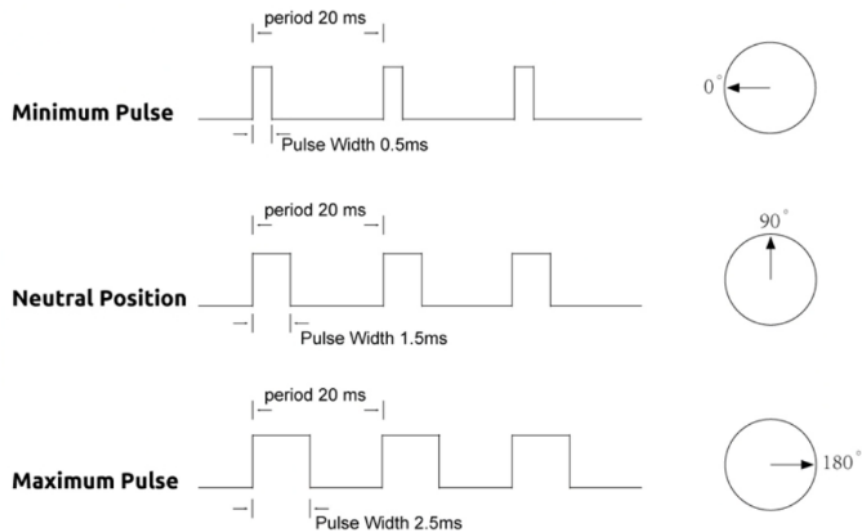 period 20 ms
Minimum Pulse
0°
Pulse Width 0.5ms
period 20 ms
90°
Neutral Position
Pulse Width 1.5ms
period 20 ms
Maximum Pulse
180°
Pulse Width 2.5ms